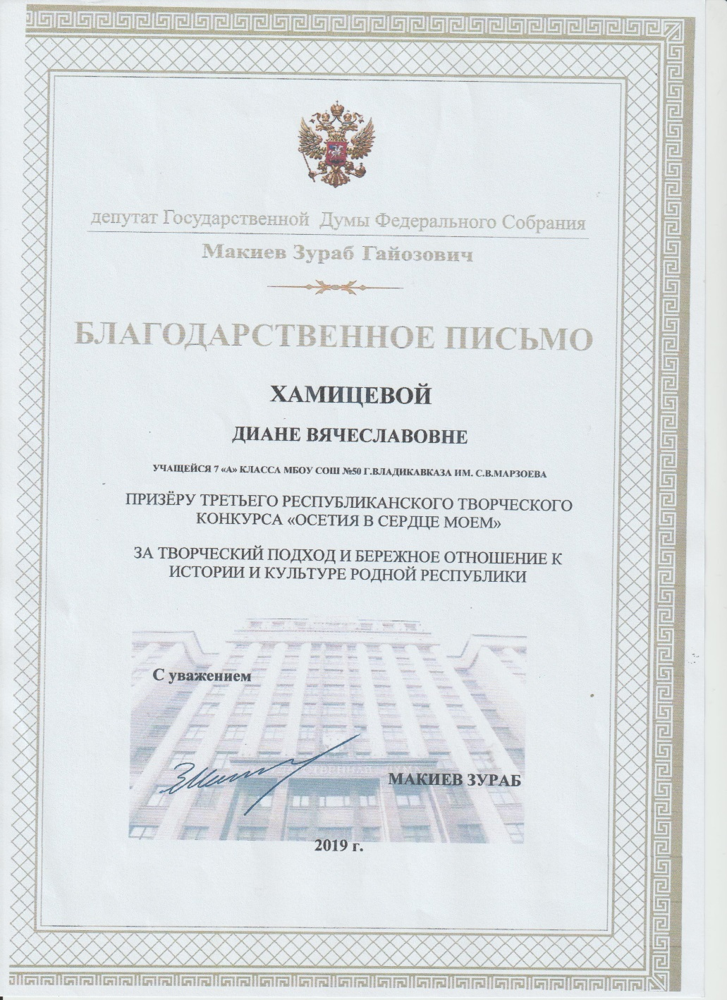 депутат Государственной Думы Федерального Собрания
Макиев Зураб Гайозович
БЛАГОДАРСТВЕННОЕ ПИСЬМО
ХАМИЦЕВОЙ
ДИАНЕ ВЯЧЕСЛАВОВНЕ
УЧАЩЕЙСЯ 7 «А» КЛАССА МБОУ СОШ №50 Г.ВЛАДИКАВКАЗА ИМ. С.В.МАРЗОЕВА
ПРИЗЁРУ ТРЕТЬЕГО РЕСПУБЛИКАНСКОГО ТВОРЧЕСКОГО
КОНКУРСА «ОСЕТИЯ В СЕРДЦЕ МОЕМ»
ЗА ТВОРЧЕСКИЙ ПОДХОД И БЕРЕЖНОЕ ОТНОШЕНИЕ К
ИСТОРИИ И КУЛЬТУРЕ РОДНОЙ РЕСПУБЛИКИ
С уважением
МАКИЕВ ЗУРАБ
2019 г.